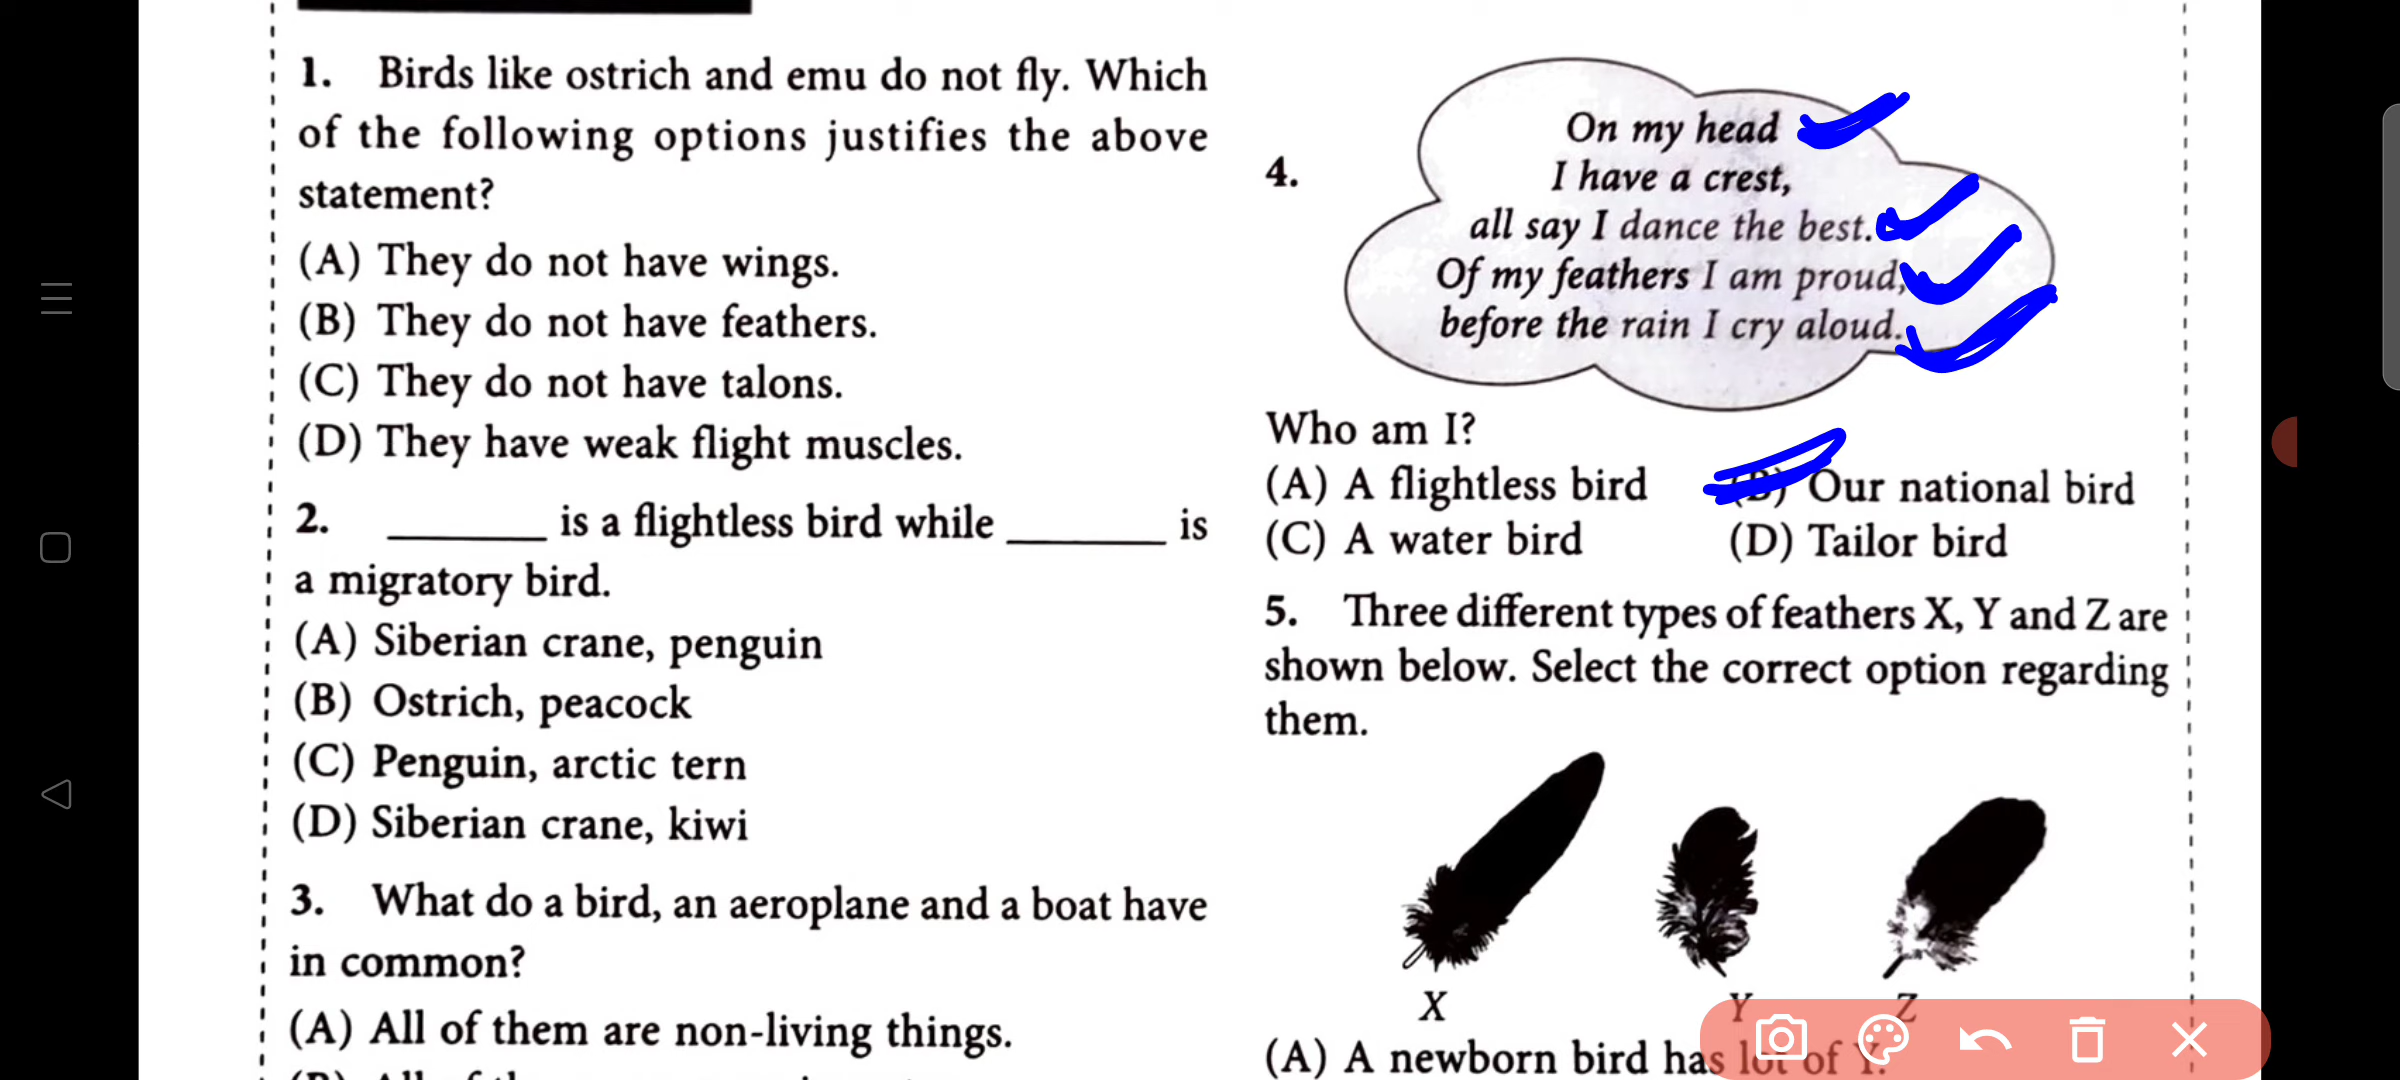 1. Birds like ostrich and emu do not fly. Which
of the following options justifies the above
statement?
(A) They do not have wings.
(B) They do not have feathers.
(C) They do not have talons.
(D) They have weak flight muscles.
2. ________ is a flightless bird while ________ is
a migratory bird.
(A) Siberian crane, penguin
(B) Ostrich, peacock
(C) Penguin, arctic tern
(D) Siberian crane, kiwi
3. What do a bird, an aeroplane and a boat have
in common?
(A) All of them are non-living things.
4.
On my head
I have a crest,
all say I dance the best.
Of my feathers I am proud,
before the rain I cry aloud.
Who am I?
(A) A flightless bird (B) Our national bird
(C) A water bird (D) Tailor bird
5. Three different types of feathers X, Y and Z are
shown below. Select the correct option regarding
them.
X Y Z
(A) A newborn bird has lot of Y.